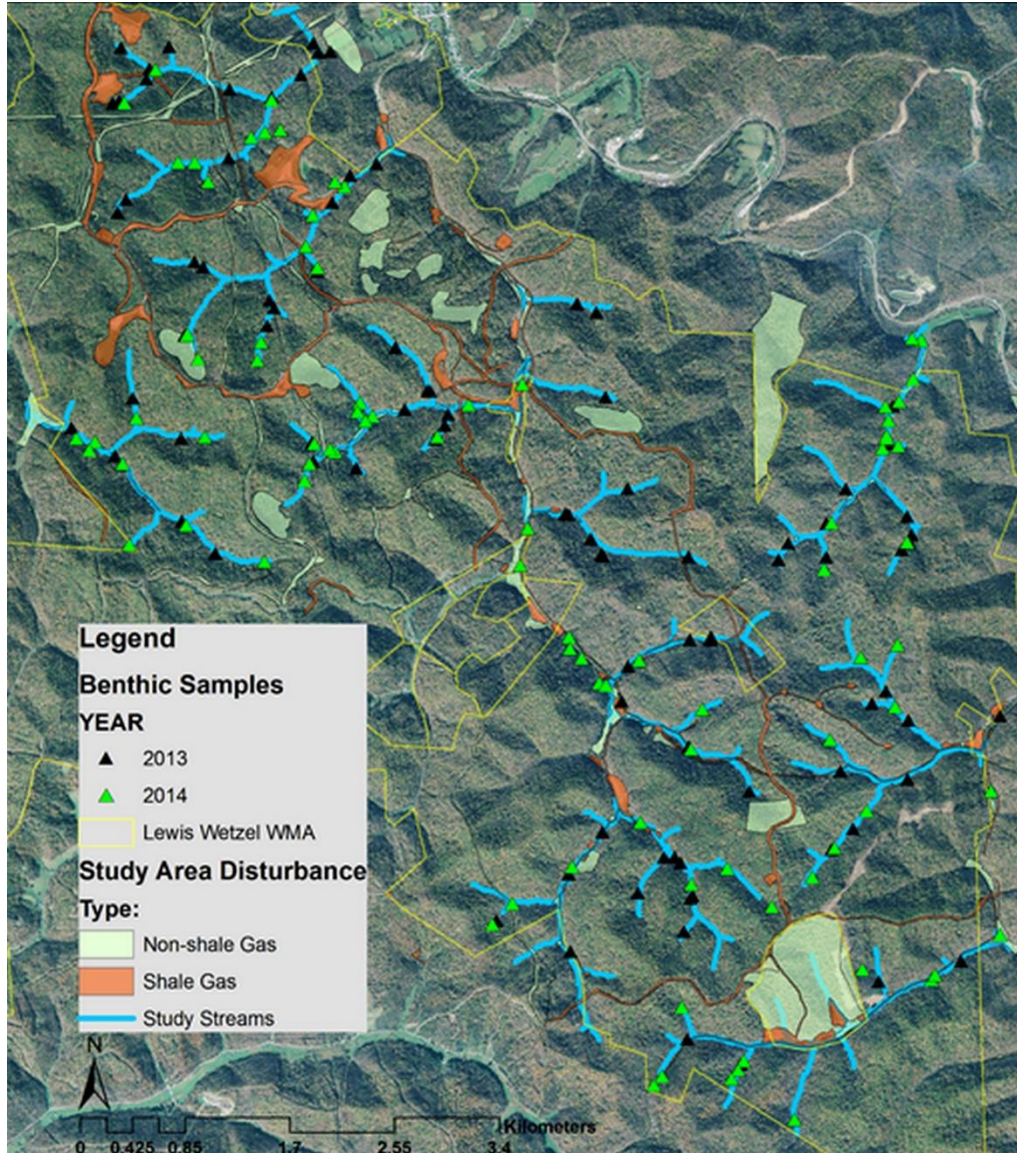 Legend
Benthic Samples
YEAR
2013
2014
Lewis Wetzel WMA
Study Area Disturbance
Type:
Non-shale Gas
Shale Gas
Study Streams
N
Kilometers
0 0.425 0.85 1.7 2.55 3.4